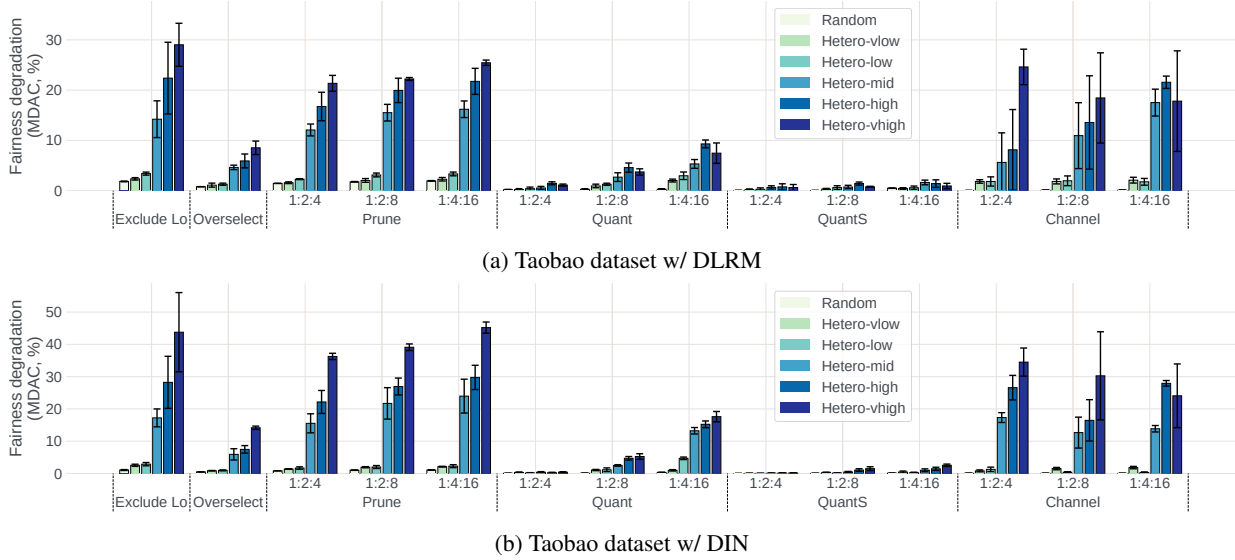 Fairness degradation
(MDAC, %)
30
20
10
0
Random
Hetero-vlow
Hetero-low
Hetero-mid
Hetero-high
Hetero-vhigh
1:2:4 1:2:8 1:4:16 1:2:4 1:2:8 1:4:16 1:2:4 1:2:8 1:4:16 1:2:4 1:2:8 1:4:16
Exclude Lo Overselect Prune Quant QuantS Channel
(a) Taobao dataset w/ DLRM
Fairness degradation
(MDAC, %)
50
40
30
20
10
0
Random
Hetero-vlow
Hetero-low
Hetero-mid
Hetero-high
Hetero-vhigh
1:2:4 1:2:8 1:4:16 1:2:4 1:2:8 1:4:16 1:2:4 1:2:8 1:4:16 1:2:4 1:2:8 1:4:16
Exclude Lo Overselect Prune Quant QuantS Channel
(b) Taobao dataset w/ DIN